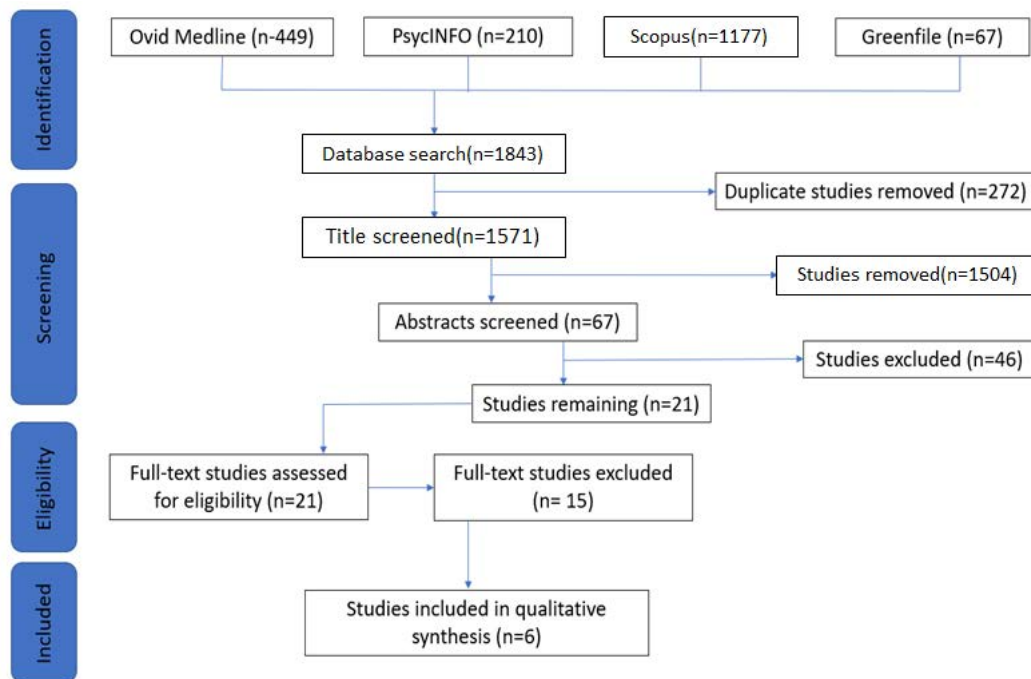 Identification
Ovid Medline (n-449)
PsycINFO (n=210)
Scopus(n=1177)
Greenfile (n=67)
Database search(n=1843)
Duplicate studies removed (n=272)
Screening
Title screened(n=1571)
Studies removed(n=1504)
Abstracts screened (n=67)
Studies excluded (n=46)
Studies remaining (n=21)
Eligibility
Full-text studies assessed
for eligibility (n=21)
Full-text studies excluded
(n= 15)
Included
Studies included in qualitative
synthesis (n=6)